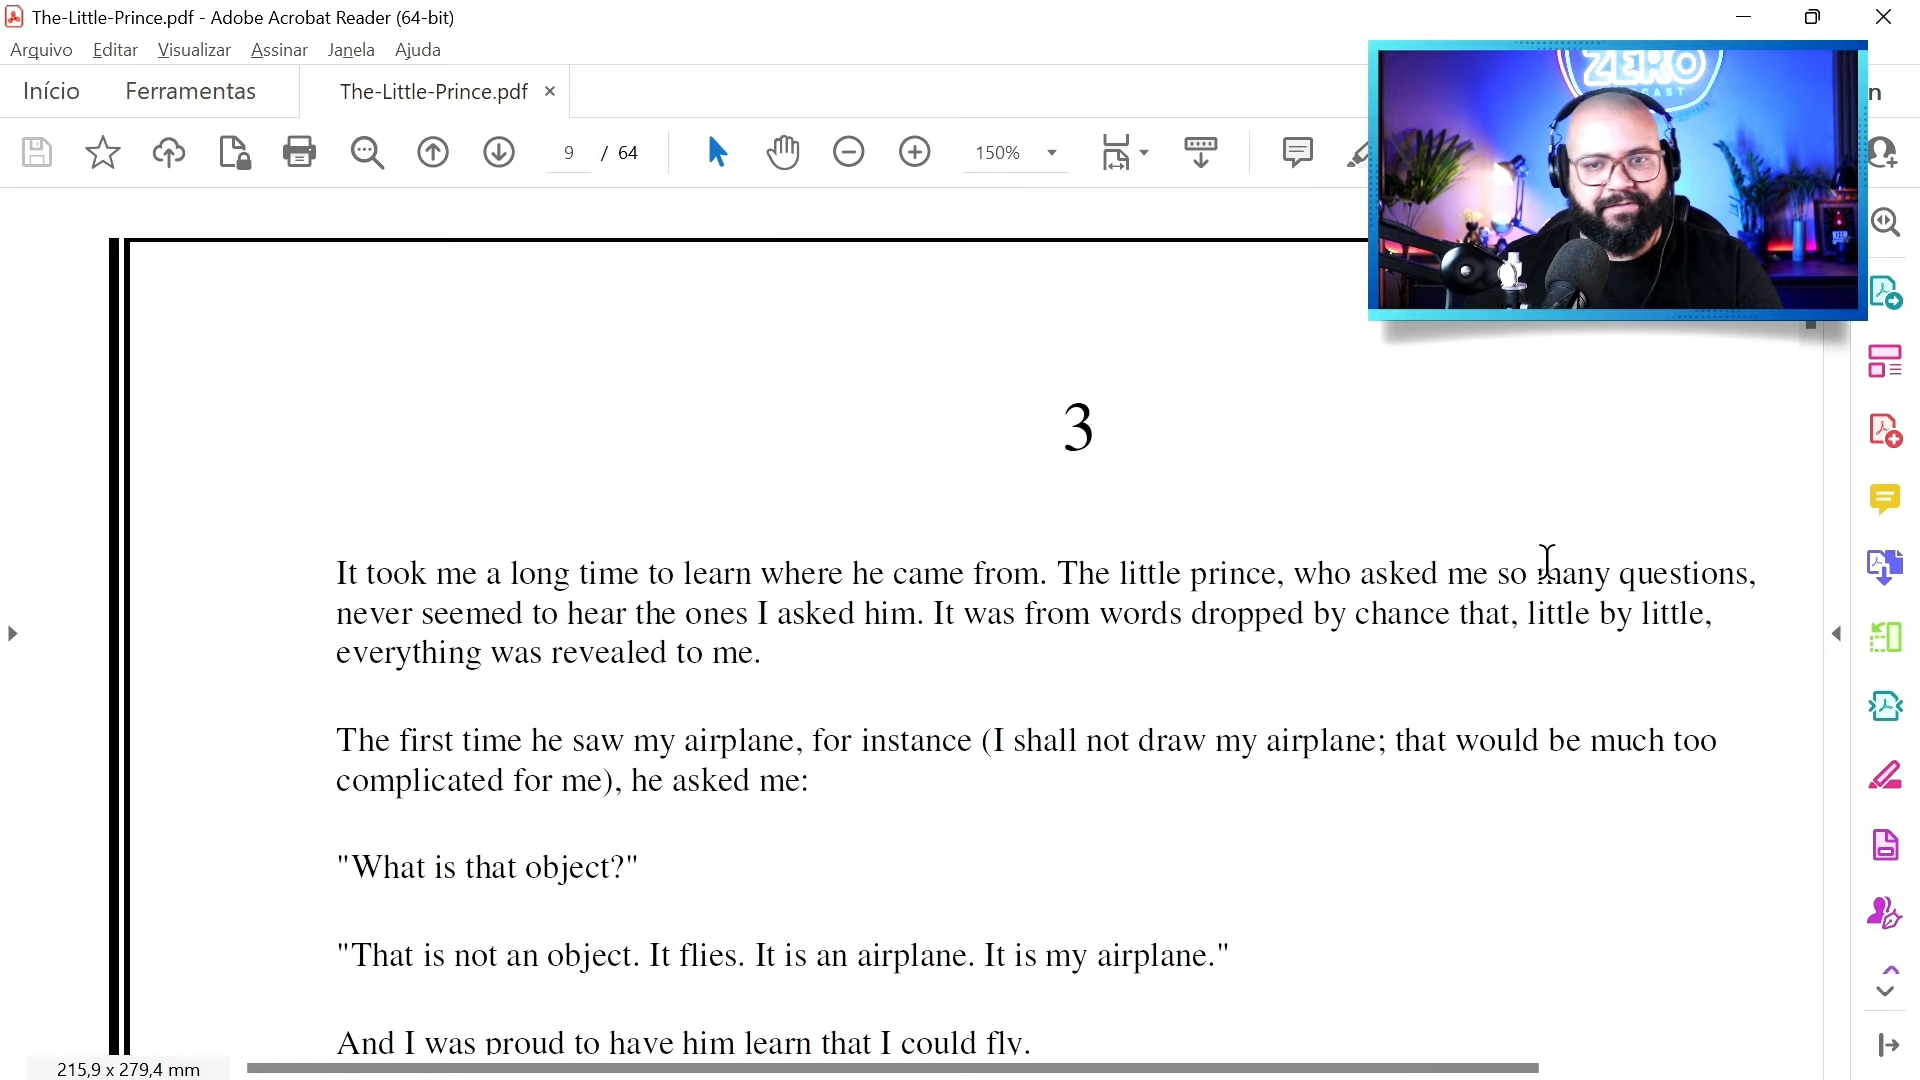 The-Little-Prince.pdf - Adobe Acrobat Reader (64-bit)
Arquivo Editar Visualizar Assinar Janela Ajuda
Início Ferramentas The-Little-Prince.pdf
9 / 64 150%
ZERO
CAST
3
It took me a long time to learn where he came from. The little prince, who asked me so many questions,
never seemed to hear the ones I asked him. It was from words dropped by chance that, little by little,
everything was revealed to me.
The first time he saw my airplane, for instance (I shall not draw my airplane; that would be much too
complicated for me), he asked me:
"What is that object?"
"That is not an object. It flies. It is an airplane. It is my airplane."
And I was proud to have him learn that I could fly.
215,9 x 279,4 mm